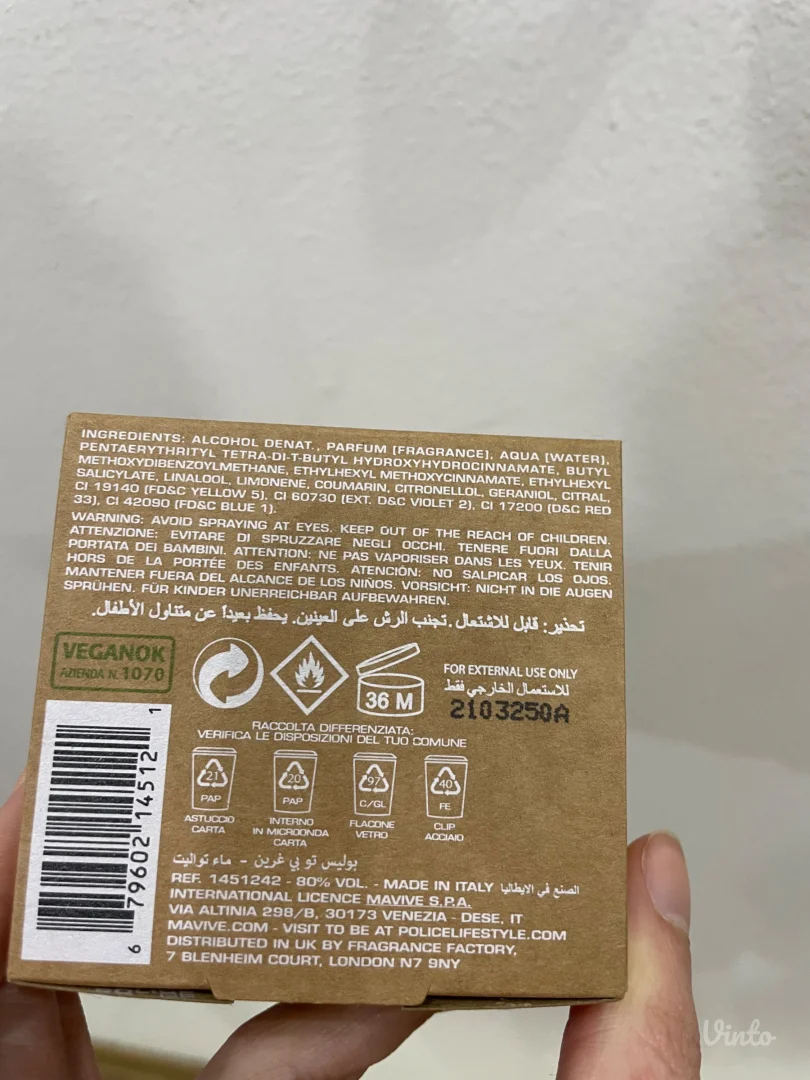 INGREDIENTS: ALCOHOL DENAT., PARFUM [FRAGRANCE], AQUA [WATER],
PENTAERYTHRITYL TETRA-DI-T-BUTYL HYDROXYHYDROCINNAMATE, BUTYL
METHOXYDIBENZOYLMETHANE, ETHYLHEXYL METHOXYCINNAMATE, ETHYLHEXYL
SALICYLATE, LINALOOL, LIMONENE, COUMARIN, CITRONELLOL, GERANIOL, CITRAL,
CI 19140 (FD&C YELLOW 5), CI 60730 (EXT. D&C VIOLET 2), CI 17200 (D&C RED
33), CI 42090 (FD&C BLUE 1).
WARNING: AVOID SPRAYING AT EYES. KEEP OUT OF THE REACH OF CHILDREN.
ATTENZIONE: EVITARE DI SPRUZZARE NEGLI OCCHI. TENERE FUORI DALLA
PORTATA DEI BAMBINI. ATTENTION: NE PAS VAPORISER DANS LES YEUX. TENIR
HORS DE LA PORTÉE DES ENFANTS. ATENCIÓN: NO SALPICAR LOS OJOS.
MANTENER FUERA DEL ALCANCE DE LOS NIÑOS. VORSICHT: NICHT IN DIE AUGEN
SPRÜHEN. FÜR KINDER UNERREICHBAR AUFBEWAHREN.
تحذير: قابل للاشتعال. تجنب الرش على العينين. يحفظ بعيداً عن متناول الأطفال.
VEGANOK
AZIENDA N. 1070
36 M
FOR EXTERNAL USE ONLY
للاستعمال الخارجي فقط
2103250A
RACCOLTA DIFFERENZIATA:
VERIFICA LE DISPOSIZIONI DEL TUO COMUNE
21
PAP
ASTUCCIO
CARTA
20
PAP
INTERNO
IN MICROONDA
CARTA
97
C/GL
FLACONE
VETRO
40
FE
CLIP
ACCIAIO
6 79602 14512 1
بوليس تو بي غرين - ماء تواليت
REF. 1451242 - 80% VOL. - MADE IN ITALY الصنع في الايطاليا
INTERNATIONAL LICENCE MAVIVE S.P.A.
VIA ALTINIA 298/B, 30173 VENEZIA - DESE, IT
MAVIVE.COM - VISIT TO BE AT POLICELIFESTYLE.COM
DISTRIBUTED IN UK BY FRAGRANCE FACTORY,
7 BLENHEIM COURT, LONDON N7 9NY
Vinto